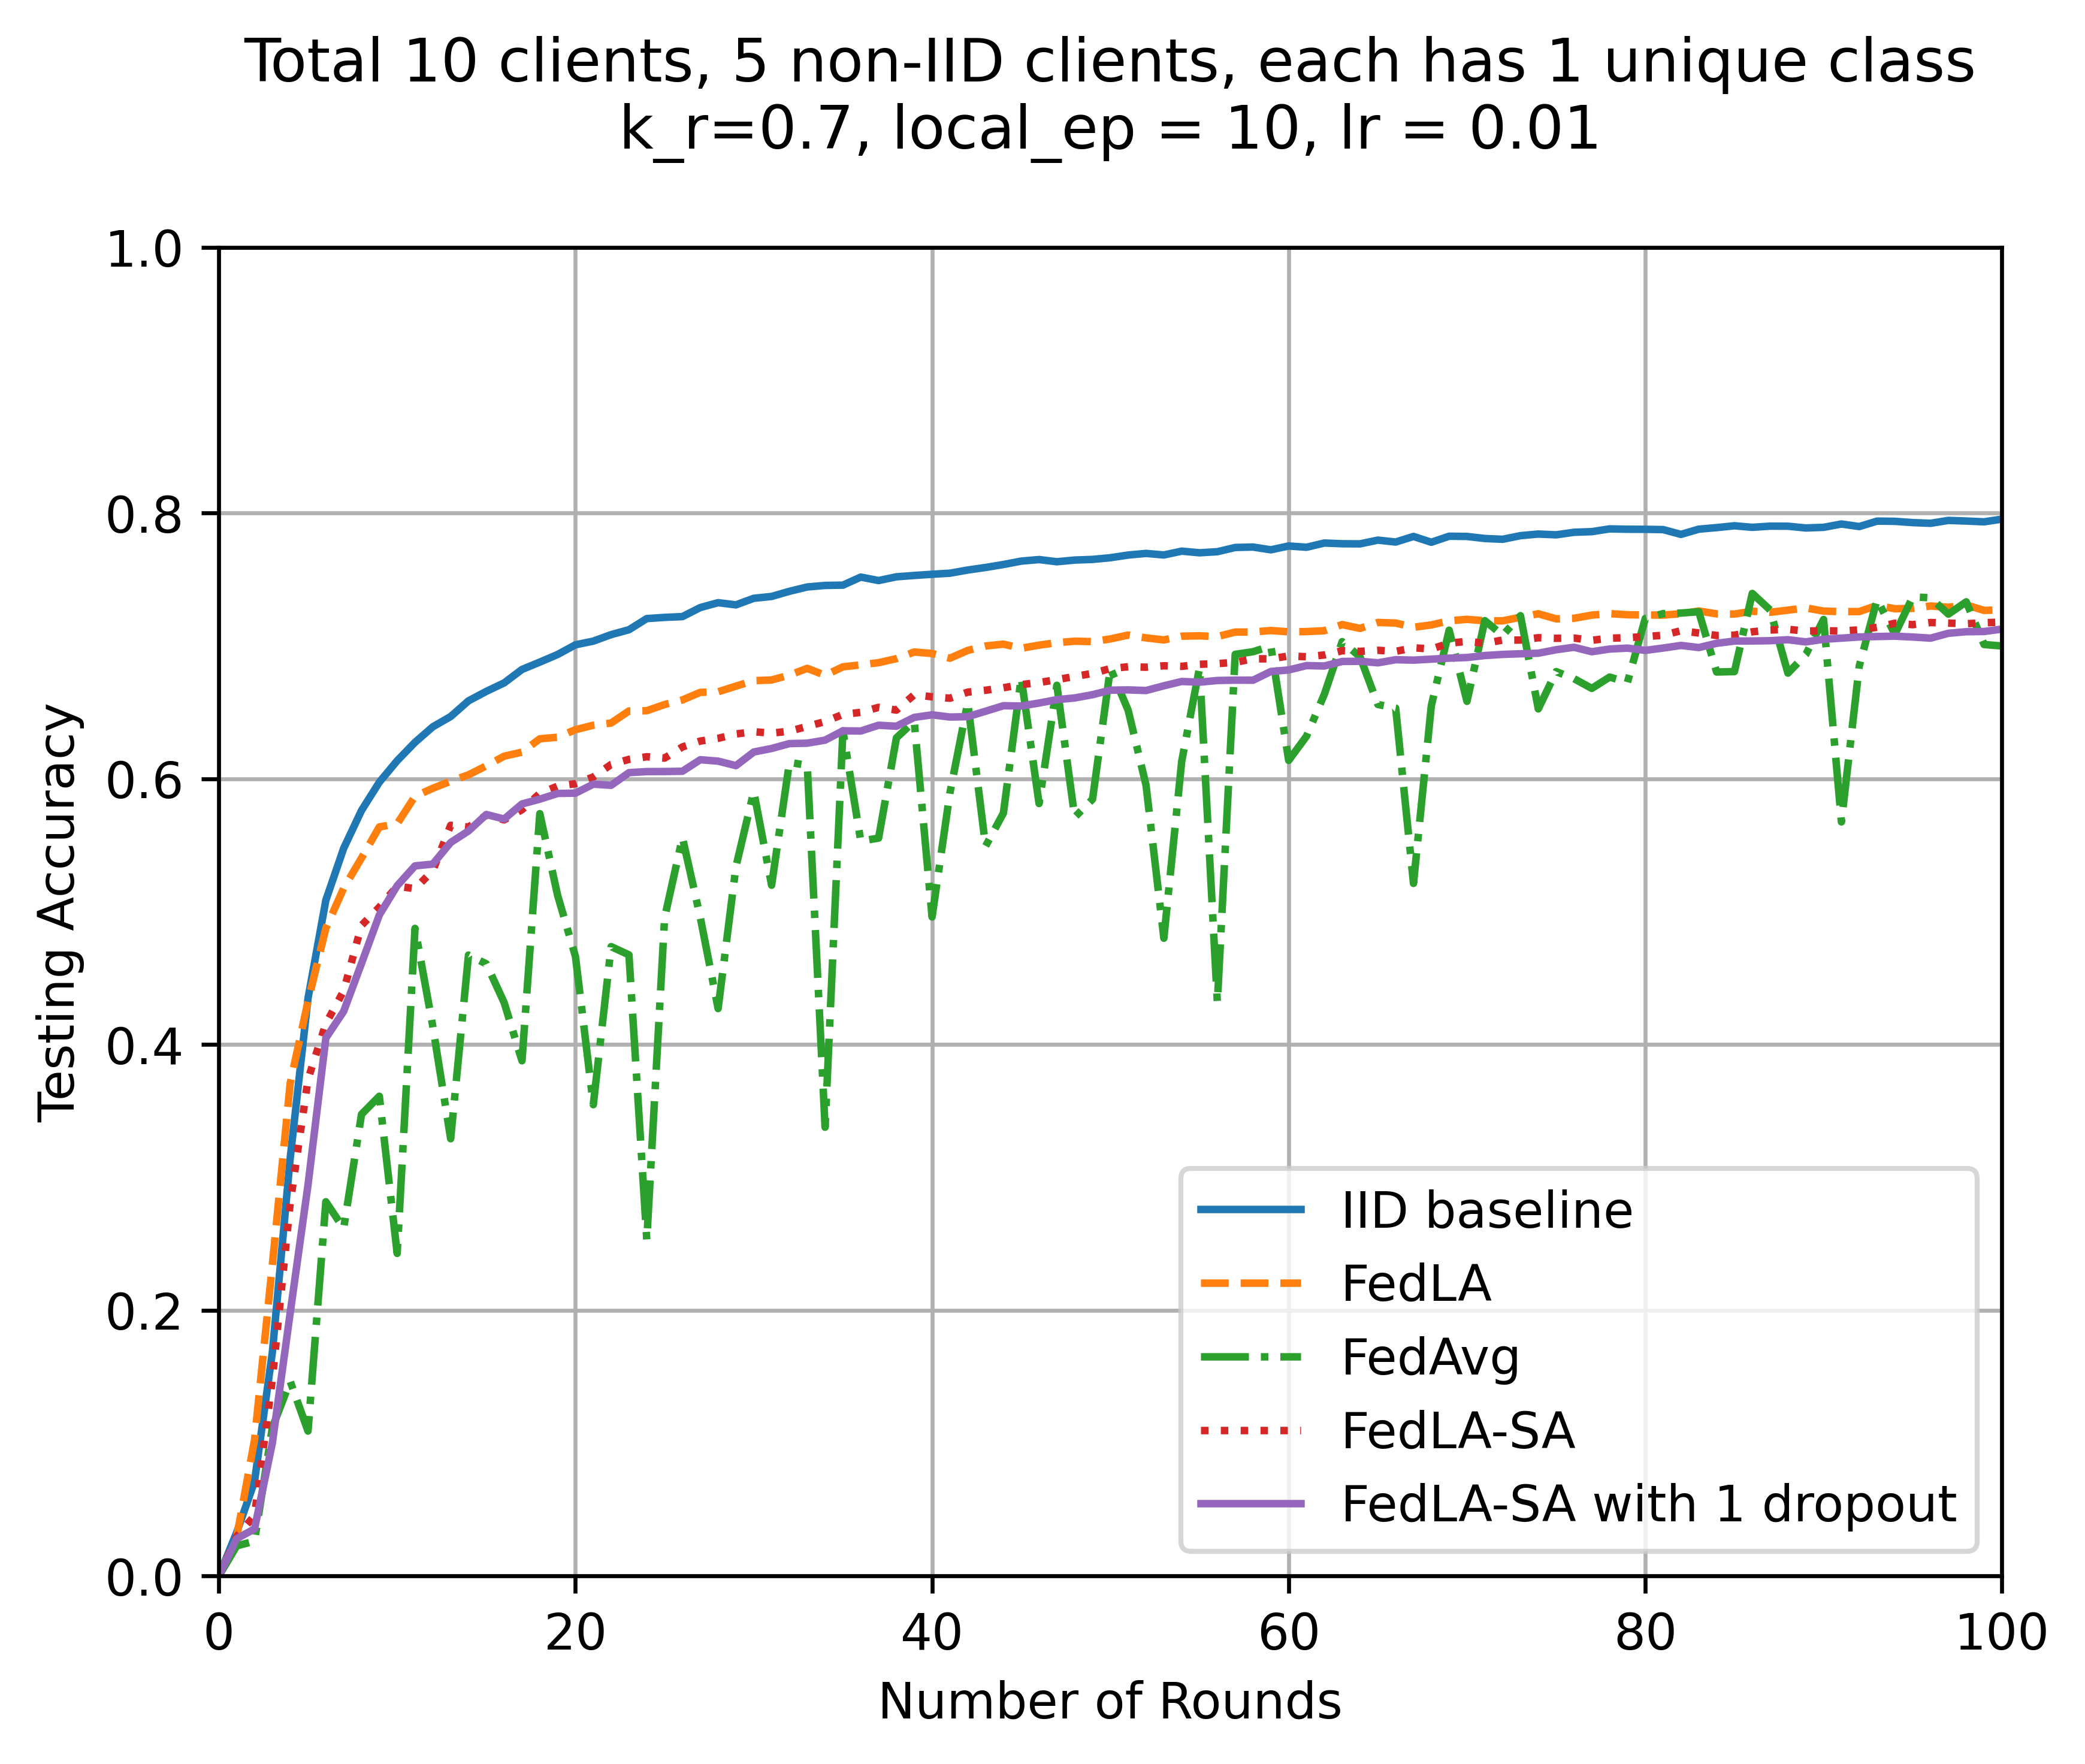 Total 10 clients, 5 non-IID clients, each has 1 unique class
k_r=0.7, local_ep = 10, lr = 0.01
1.0
0.8
0.6
0.4
0.2
0.0
Testing Accuracy
IID baseline
FedLA
FedAvg
FedLA-SA
FedLA-SA with 1 dropout
0 20 40 60 80 100
Number of Rounds